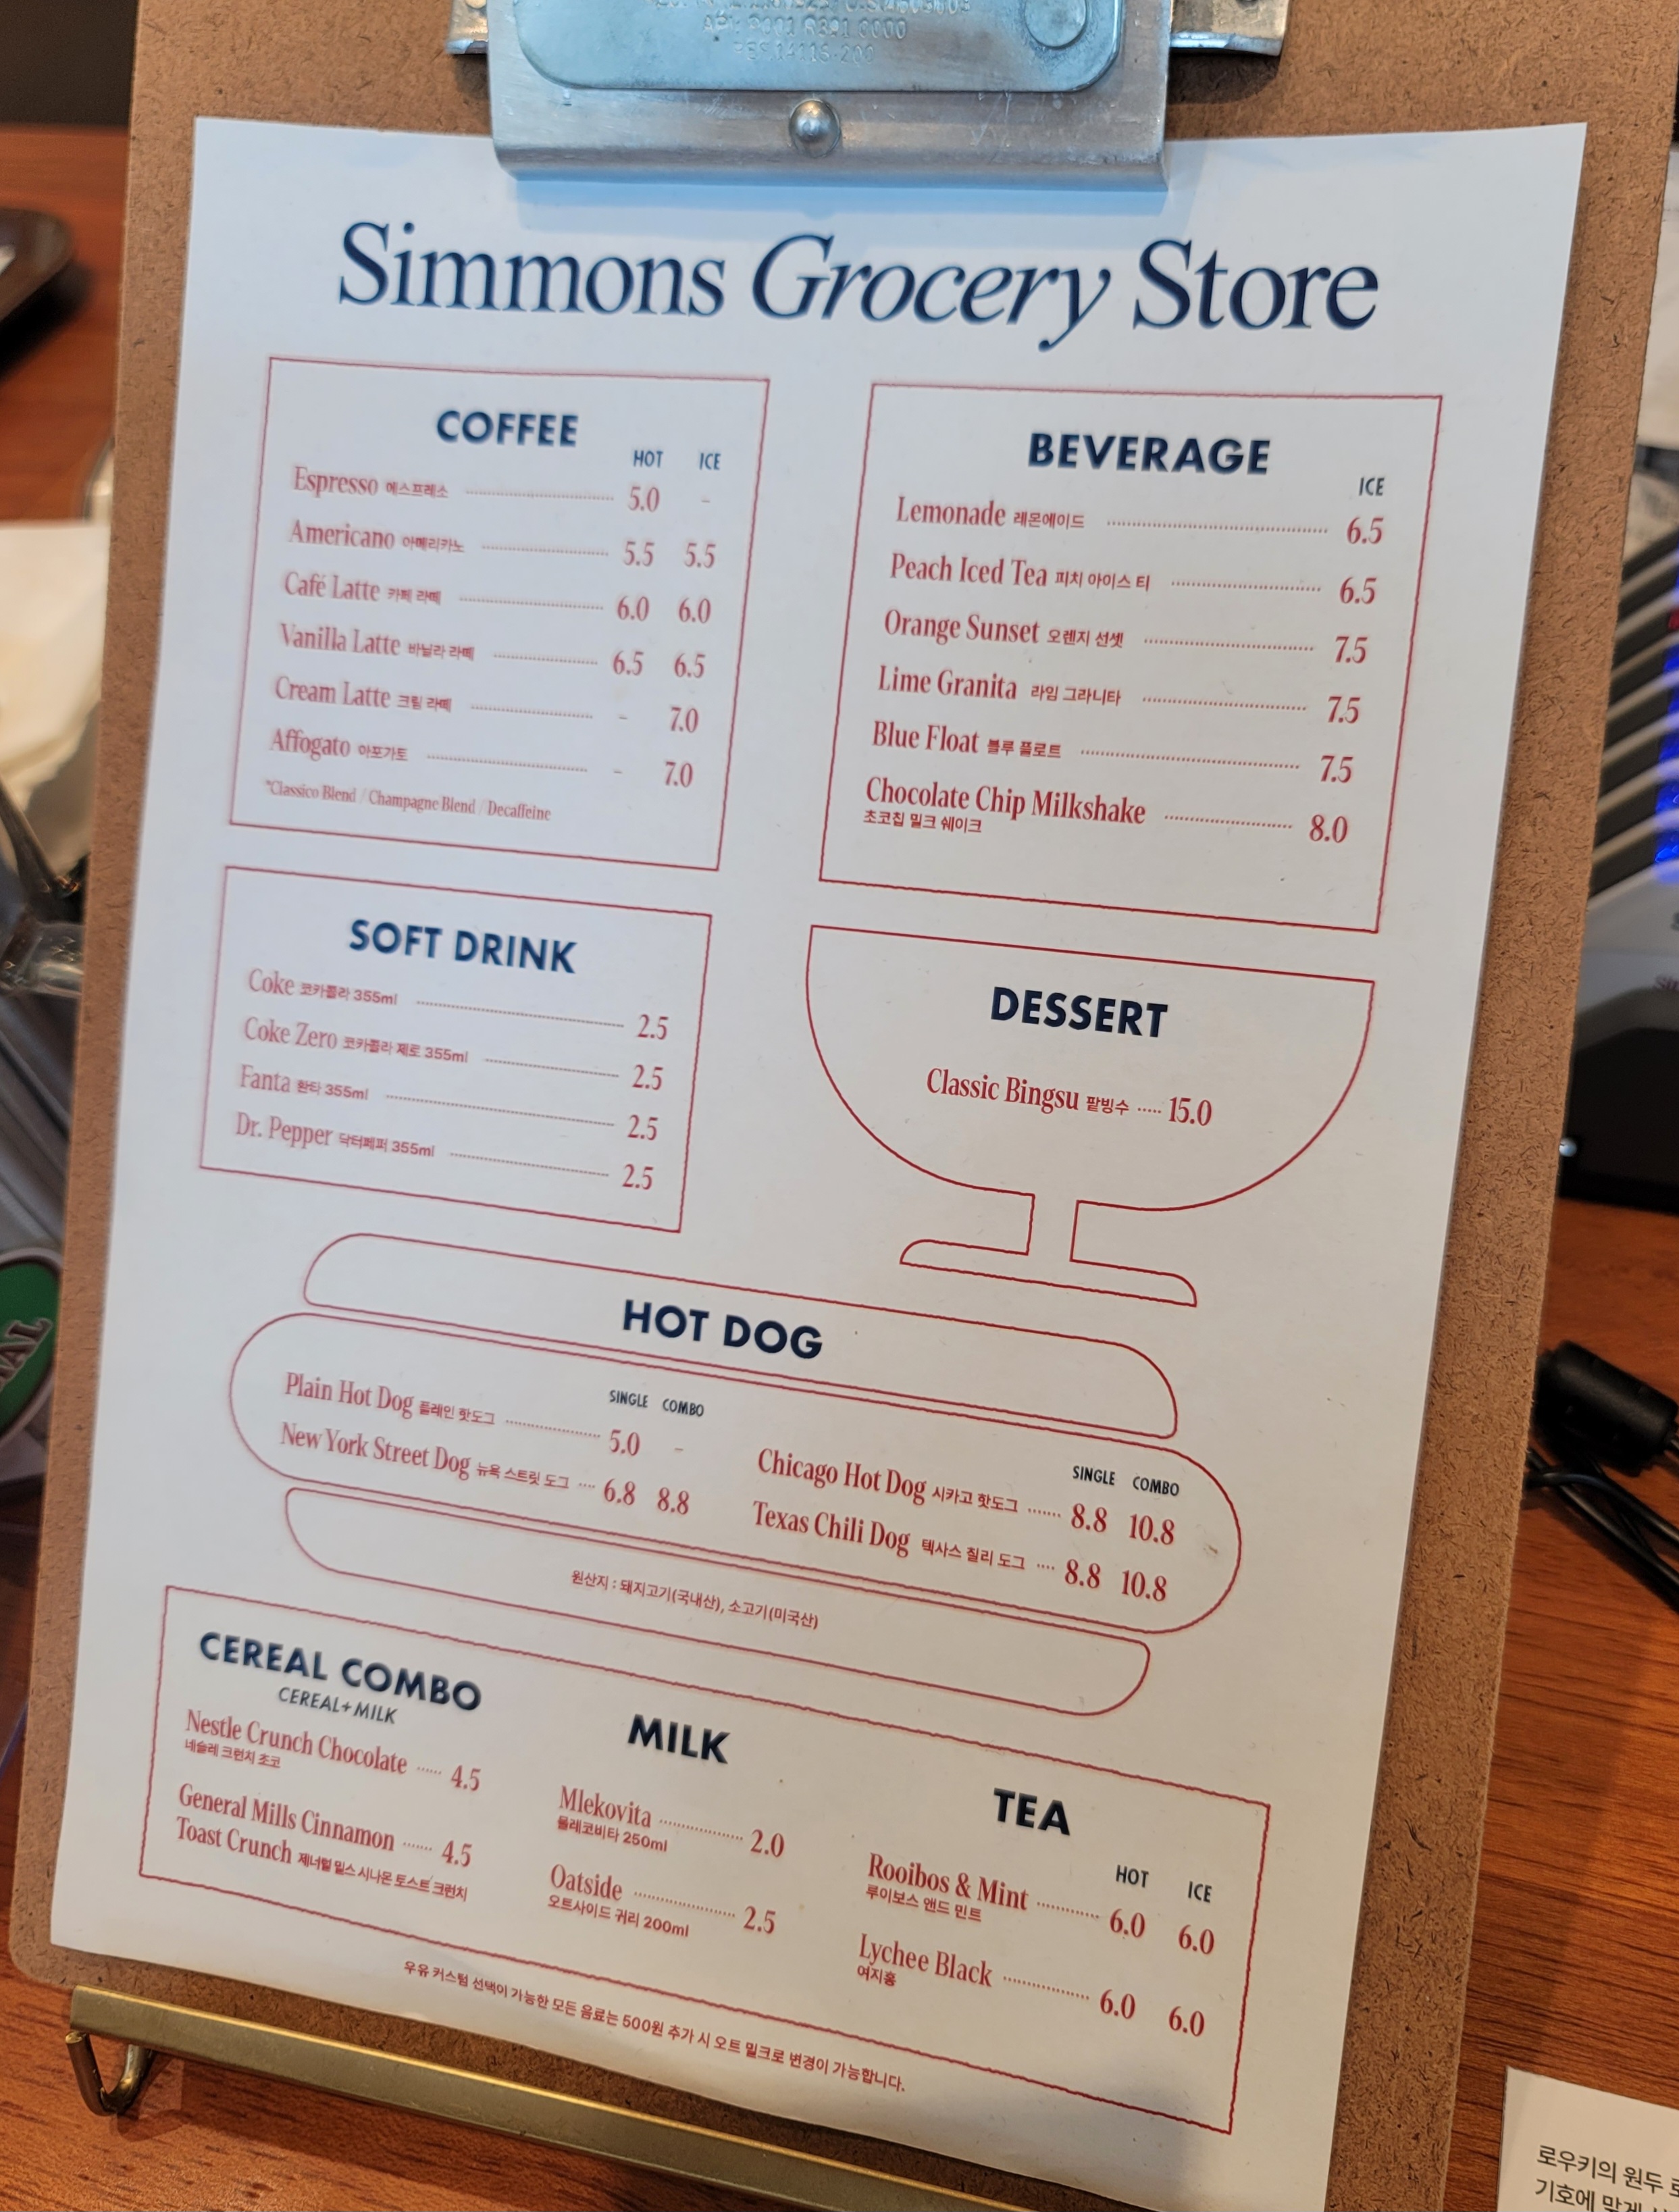 Simmons Grocery Store
COFFEE
HOT ICE
Espresso 에스프레소 5.0 -
Americano 아메리카노 5.5 5.5
Café Latte 카페 라떼 6.0 6.0
Vanilla Latte 바닐라 라떼 6.5 6.5
Cream Latte 크림 라떼 - 7.0
Affogato 아포가토 - 7.0
*Classico Blend / Champagne Blend / Decaffeine
BEVERAGE
ICE
Lemonade 레몬에이드 6.5
Peach Iced Tea 피치 아이스 티 6.5
Orange Sunset 오렌지 선셋 7.5
Lime Granita 라임 그라니타 7.5
Blue Float 블루 플로트 7.5
Chocolate Chip Milkshake 8.0
초코칩 밀크 쉐이크
SOFT DRINK
Coke 코카콜라 355ml 2.5
Coke Zero 코카콜라 제로 355ml 2.5
Fanta 환타 355ml 2.5
Dr. Pepper 닥터페퍼 355ml 2.5
DESSERT
Classic Bingsu 팥빙수 15.0
HOT DOG
SINGLE COMBO
Plain Hot Dog 플레인 핫도그 5.0 -
New York Street Dog 뉴욕 스트릿 도그 6.8 8.8
SINGLE COMBO
Chicago Hot Dog 시카고 핫도그 8.8 10.8
Texas Chili Dog 텍사스 칠리 도그 8.8 10.8
원산지 : 돼지고기(국내산), 소고기(미국산)
CEREAL COMBO
CEREAL+MILK
Nestle Crunch Chocolate 4.5
네슬레 크런치 초코
General Mills Cinnamon 4.5
Toast Crunch 제너럴 밀스 시나몬 토스트 크런치
MILK
Mlekovita 2.0
믈레코비타 250ml
Oatside 2.5
오트사이드 귀리 200ml
TEA
HOT ICE
Rooibos & Mint 6.0 6.0
루이보스 앤드 민트
Lychee Black 6.0 6.0
여지홍
우유 커스텀 선택이 가능한 모든 음료는 500원 추가 시 오트 밀크로 변경이 가능합니다.
로우키의 원두
기호에 맞게